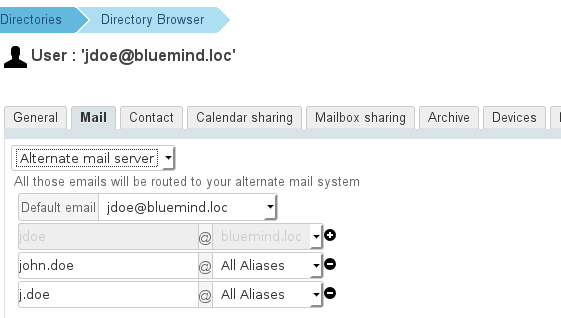 Directories Directory Browser
User : 'jdoe@bluemind.loc'
General Mail Contact Calendar sharing Mailbox sharing Archive Devices
Alternate mail server
All those emails will be routed to your alternate mail system
Default email jdoe@bluemind.loc
jdoe @ bluemind.loc
john.doe @ All Aliases
j.doe @ All Aliases